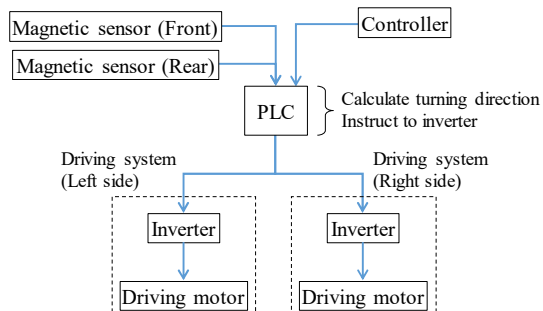 Magnetic sensor (Front)
Controller
Magnetic sensor (Rear)
PLC
Calculate turning direction
Instruct to inverter
Driving system
(Left side)
Driving system
(Right side)
Inverter
Inverter
Driving motor
Driving motor